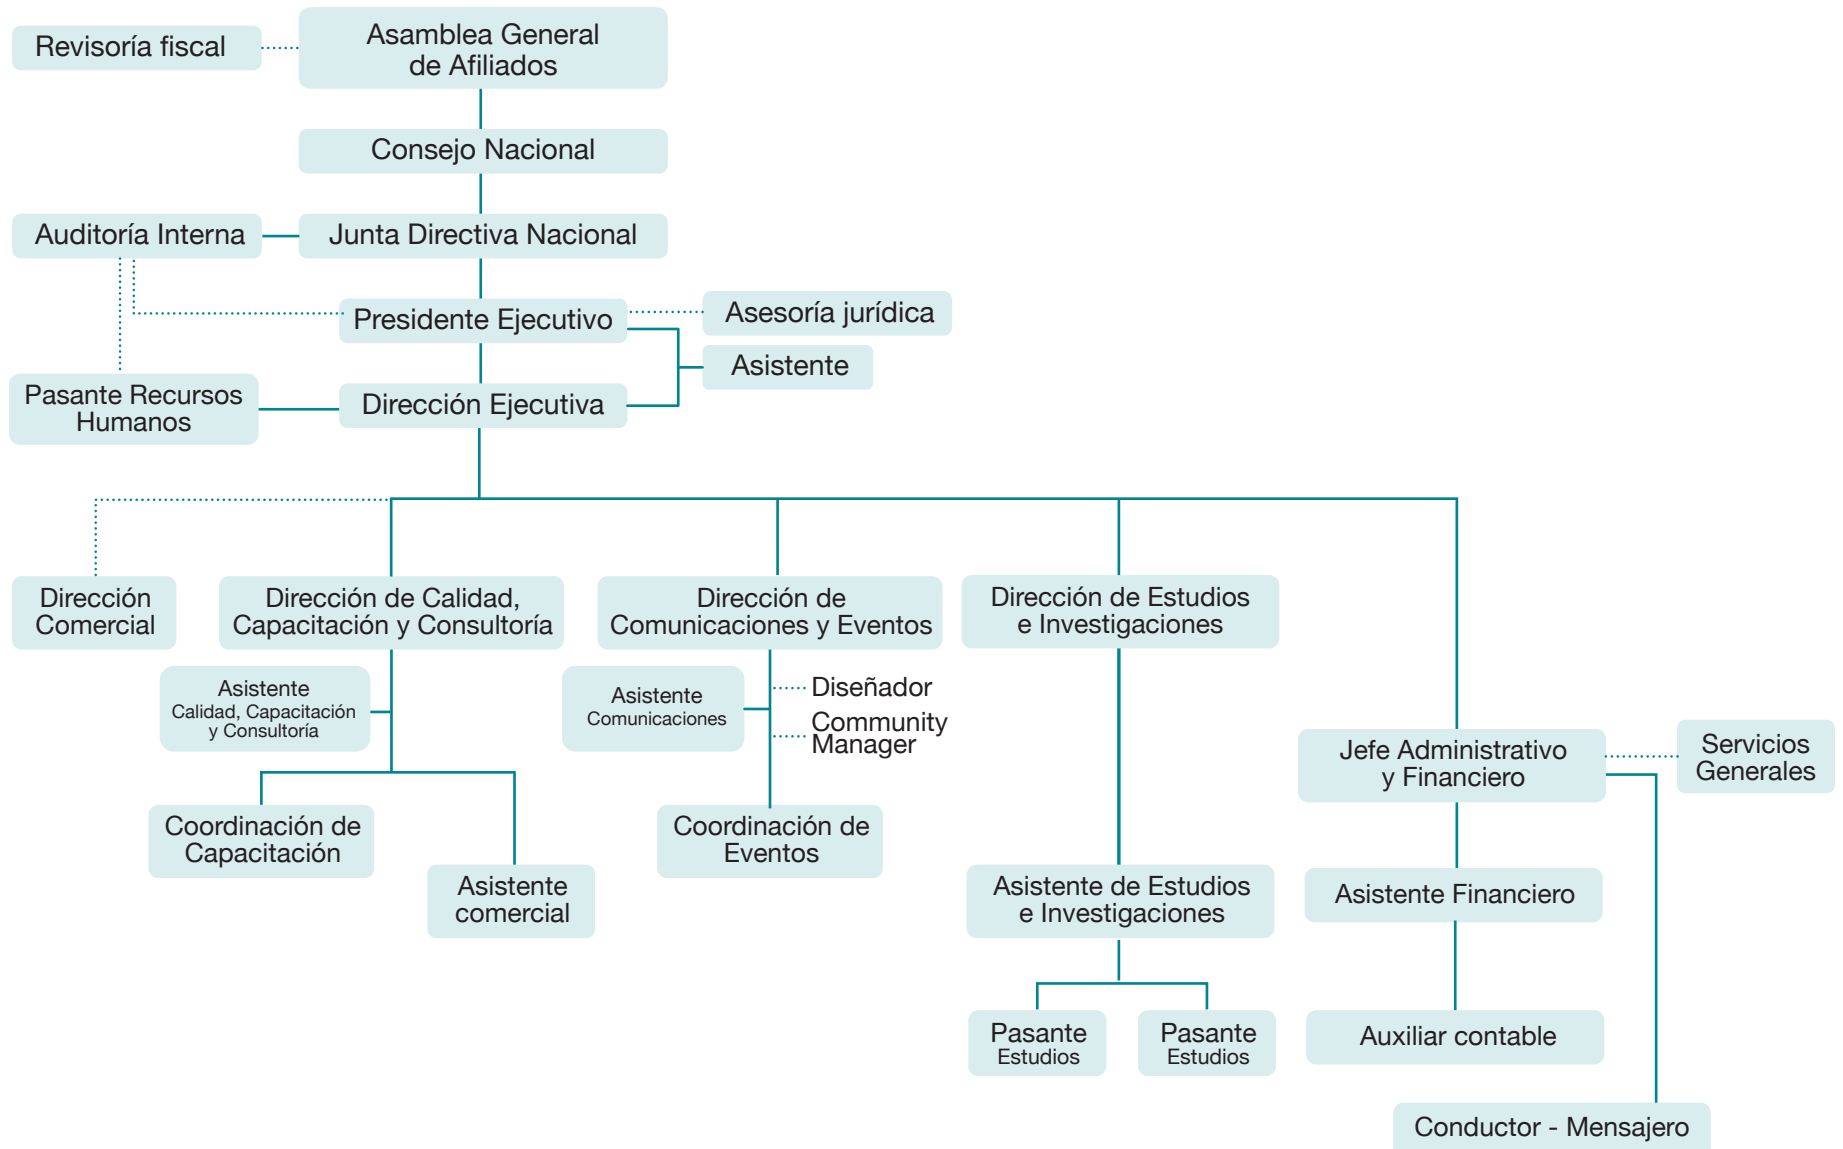 Revisoría fiscal
Asamblea General
de Afiliados
Consejo Nacional
Auditoría Interna
Junta Directiva Nacional
Presidente Ejecutivo
Asesoría jurídica
Asistente
Pasante Recursos
Humanos
Dirección Ejecutiva
Dirección
Comercial
Dirección de Calidad,
Capacitación y Consultoría
Dirección de
Comunicaciones y Eventos
Dirección de Estudios
e Investigaciones
Asistente
Calidad, Capacitación
y Consultoría
Asistente
Comunicaciones
Diseñador
Community
Manager
Jefe Administrativo
y Financiero
Servicios
Generales
Coordinación de
Capacitación
Asistente
comercial
Coordinación de
Eventos
Asistente de Estudios
e Investigaciones
Asistente Financiero
Pasante
Estudios
Pasante
Estudios
Auxiliar contable
Conductor - Mensajero